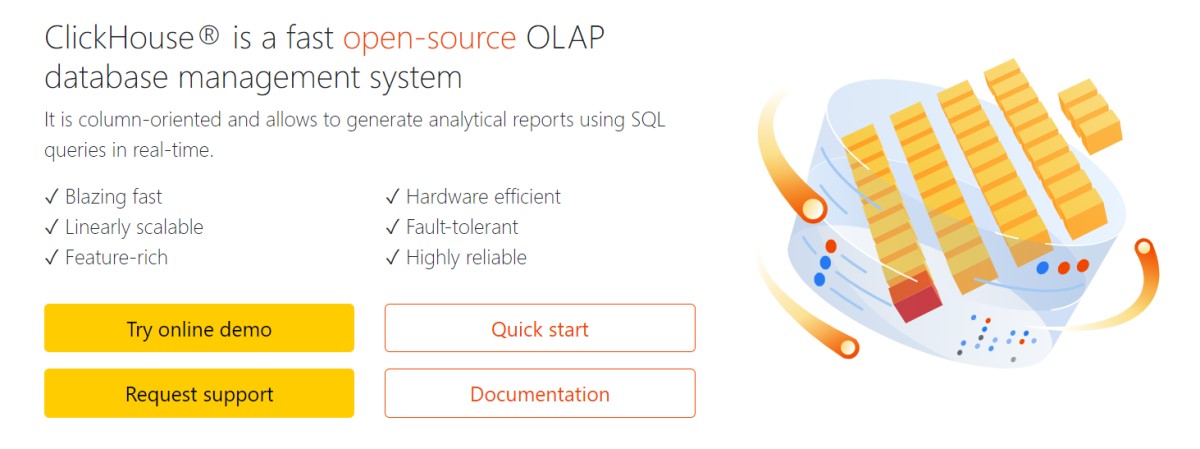 ClickHouse® is a fast open-source OLAP
database management system
It is column-oriented and allows to generate analytical reports using SQL
queries in real-time.
✓ Blazing fast
✓ Linearly scalable
✓ Feature-rich
✓ Hardware efficient
✓ Fault-tolerant
✓ Highly reliable
Try online demo
Quick start
Request support
Documentation